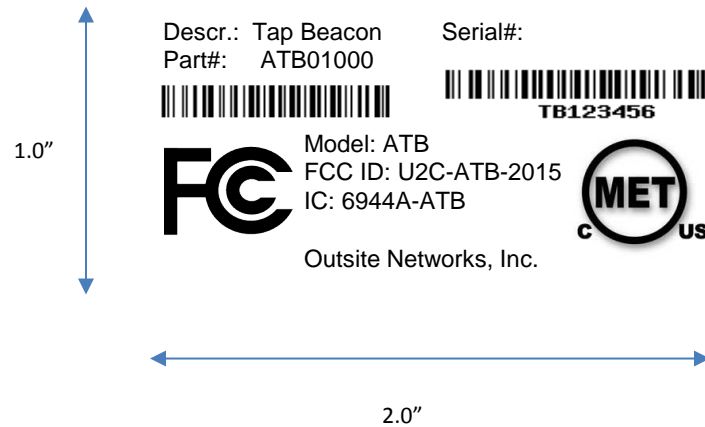 Descr.: Tap Beacon Serial#:
Part#: ATB01000
TB123456
1.0”
Model: ATB
FCC ID: U2C-ATB-2015
IC: 6944A-ATB
FC
MET
C US
Outsite Networks, Inc.
2.0”